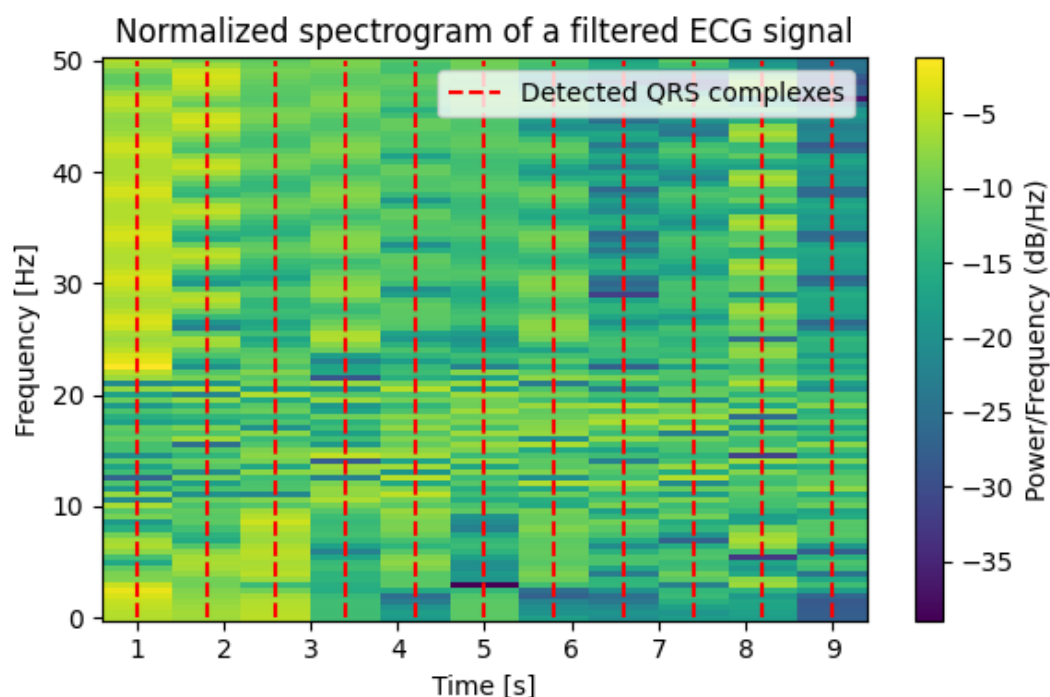 Normalized spectrogram of a filtered ECG signal
Detected QRS complexes
Frequency [Hz]
50
40
30
20
10
0
1 2 3 4 5 6 7 8 9
Time [s]
−5
−10
−15
−20
−25
−30
−35
Power/Frequency (dB/Hz)